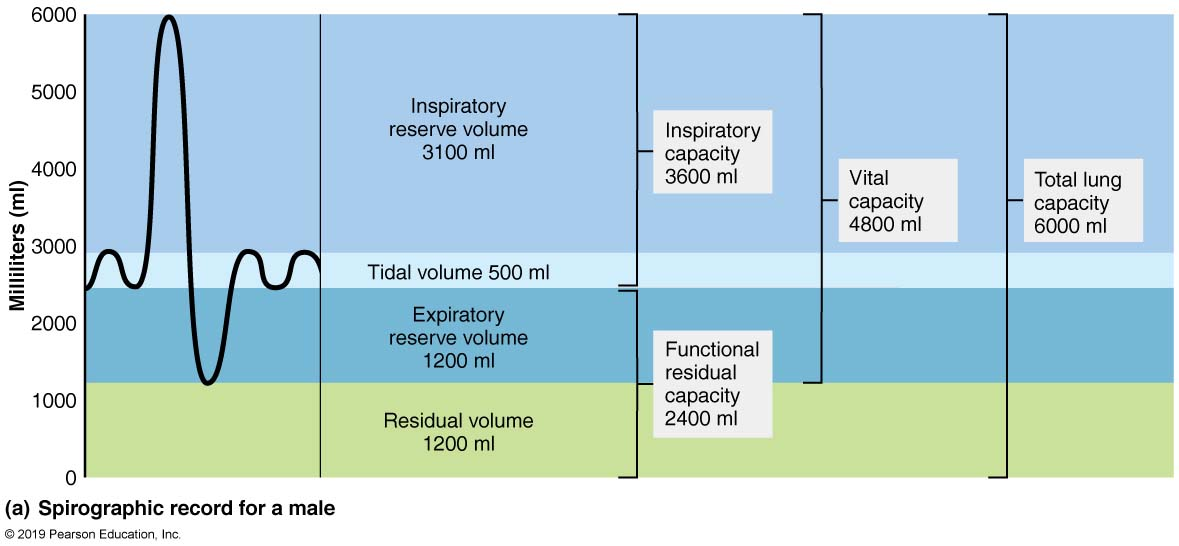 6000
5000
4000
3000
2000
1000
0
Milliliters (ml)
Inspiratory
reserve volume
3100 ml
Tidal volume 500 ml
Expiratory
reserve volume
1200 ml
Residual volume
1200 ml
Inspiratory
capacity
3600 ml
Functional
residual
capacity
2400 ml
Vital
capacity
4800 ml
Total lung
capacity
6000 ml
(a) Spirographic record for a male
© 2019 Pearson Education, Inc.